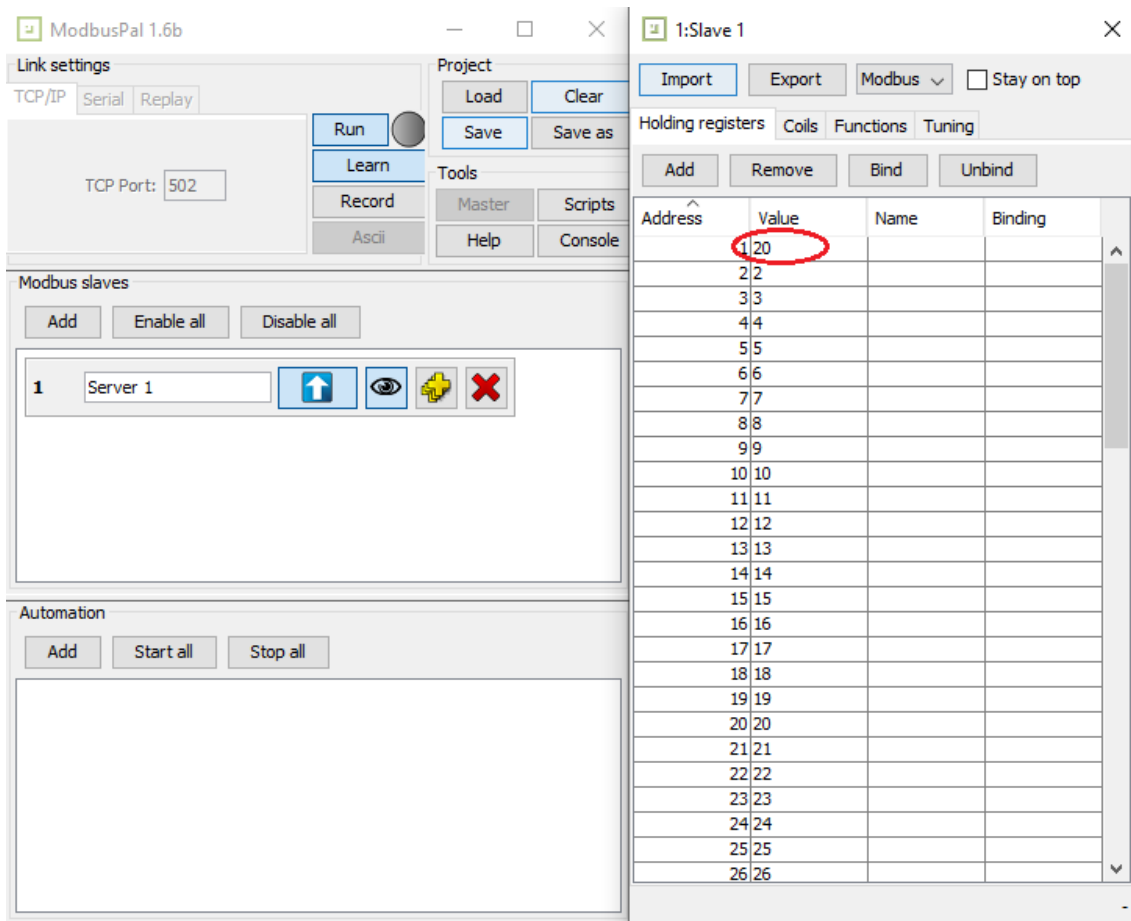 ModbusPal 1.6b
Link settings
TCP/IP Serial Replay
TCP Port: 502
Run
Learn
Record
Ascii
Project
Load Clear
Save Save as
Tools
Master Scripts
Help Console
Modbus slaves
Add Enable all Disable all
1 Server 1
Automation
Add Start all Stop all
1:Slave 1
Import Export Modbus Stay on top
Holding registers Coils Functions Tuning
Add Remove Bind Unbind
Address Value Name Binding
1 20
2 2
3 3
4 4
5 5
6 6
7 7
8 8
9 9
10 10
11 11
12 12
13 13
14 14
15 15
16 16
17 17
18 18
19 19
20 20
21 21
22 22
23 23
24 24
25 25
26 26
-